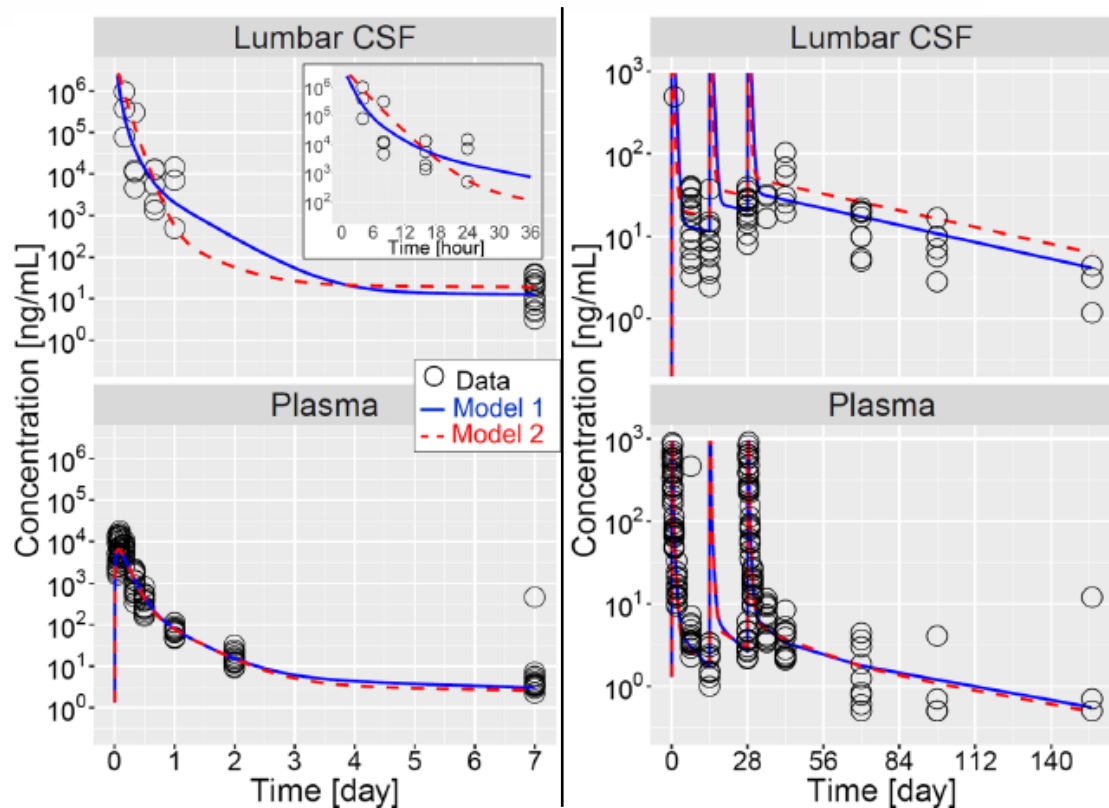 Lumbar CSF
10^6
10^5
10^4
10^3
10^2
10^1
10^0
10^6
10^5
10^4
10^3
10^2
0 6 12 18 24 30 36
Time [hour]
Concentration [ng/mL]
Data
Model 1
Model 2
Plasma
10^6
10^5
10^4
10^3
10^2
10^1
10^0
0 1 2 3 4 5 6 7
Time [day]
Lumbar CSF
10^3
10^2
10^1
10^0
Concentration [ng/mL]
Plasma
10^3
10^2
10^1
10^0
0 28 56 84 112 140
Time [day]